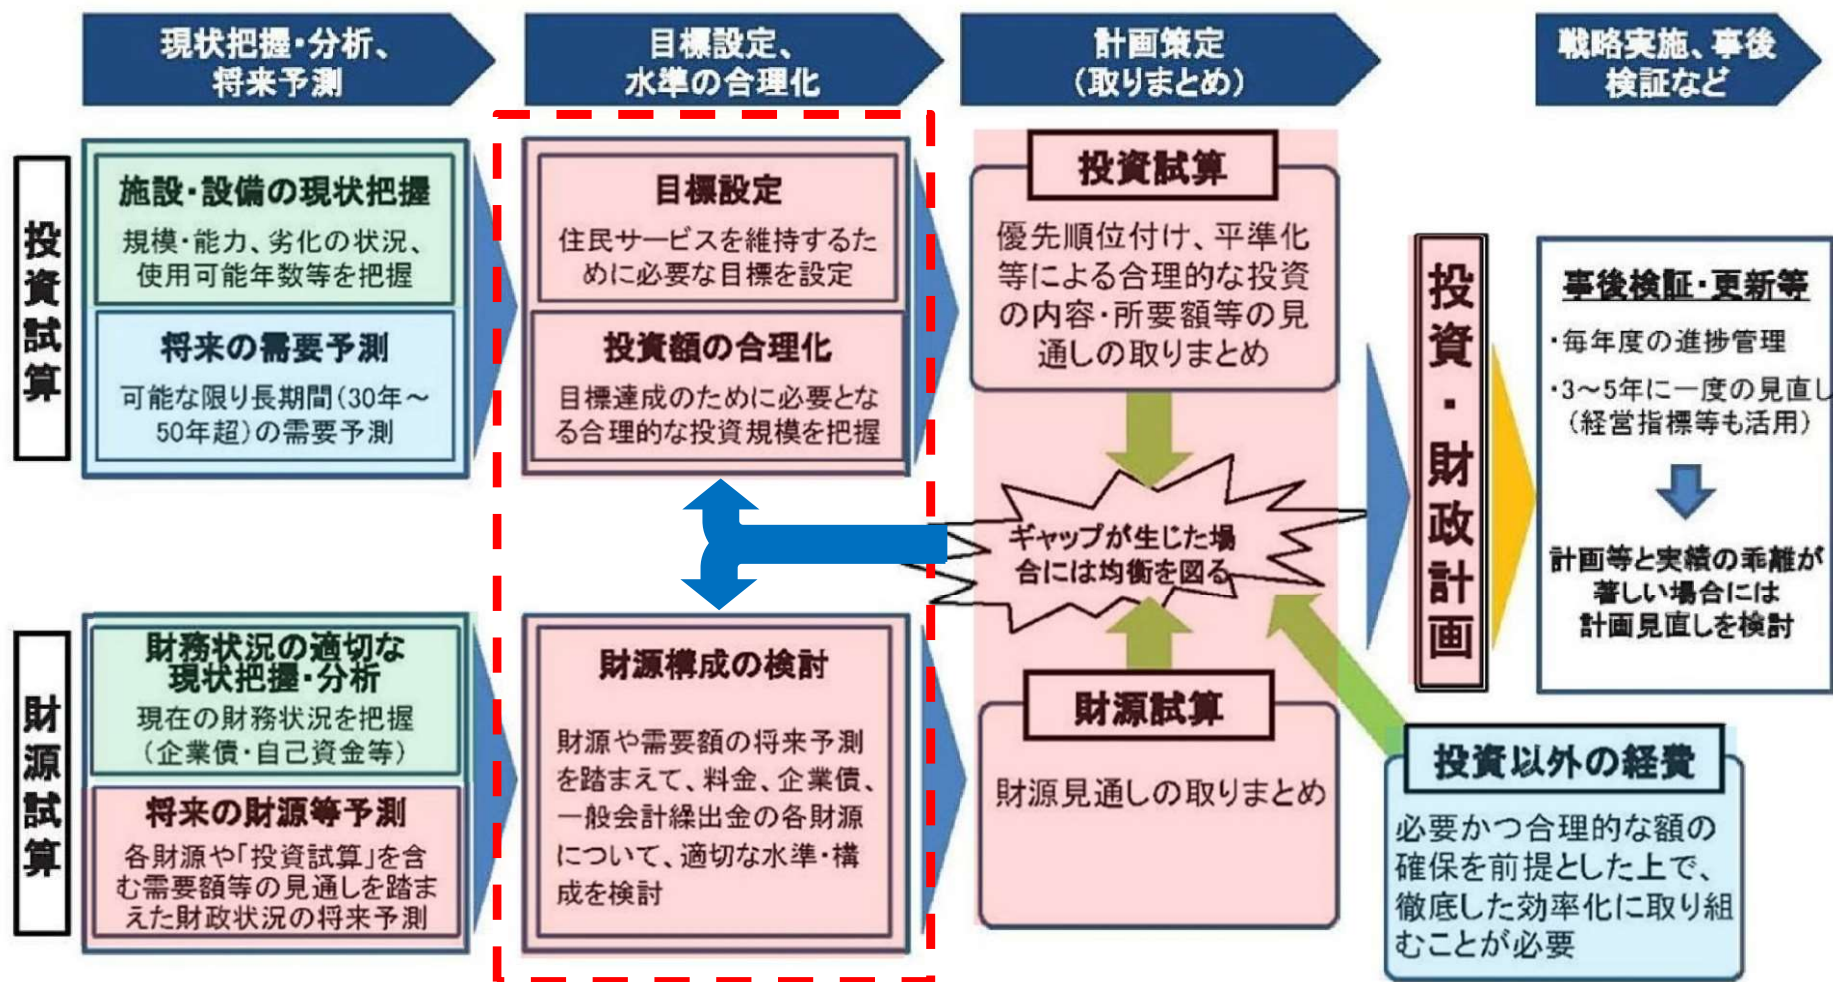 現状把握・分析、
将来予測
目標設定、
水準の合理化
計画策定
(取りまとめ)
戦略実施、事後
検証など
投資試算
施設・設備の現状把握
規模・能力、劣化の状況、
使用可能年数等を把握
将来の需要予測
可能な限り長期間(30年～
50年超)の需要予測
目標設定
住民サービスを維持するた
めに必要な目標を設定
投資額の合理化
目標達成のために必要とな
る合理的な投資規模を把握
投資試算
優先順位付け、平準化
等による合理的な投資
の内容・所要額等の見
通しの取りまとめ
ギャップが生じた場
合には均衡を図る
財源試算
財務状況の適切な
現状把握・分析
現在の財務状況を把握
(企業債・自己資金等)
将来の財源等予測
各財源や「投資試算」を含
む需要額等の見通しを踏ま
えた財政状況の将来予測
財源構成の検討
財源や需要額の将来予測
を踏まえて、料金、企業債、
一般会計繰出金の各財源
について、適切な水準・構
成を検討
財源試算
財源見通しの取りまとめ
投資・財政計画
事後検証・更新等
・毎年度の進捗管理
・3～5年に一度の見直し
(経営指標等も活用)
計画等と実績の乖離が
著しい場合には
計画見直しを検討
投資以外の経費
必要かつ合理的な額の
確保を前提とした上で、
徹底した効率化に取り組
むことが必要